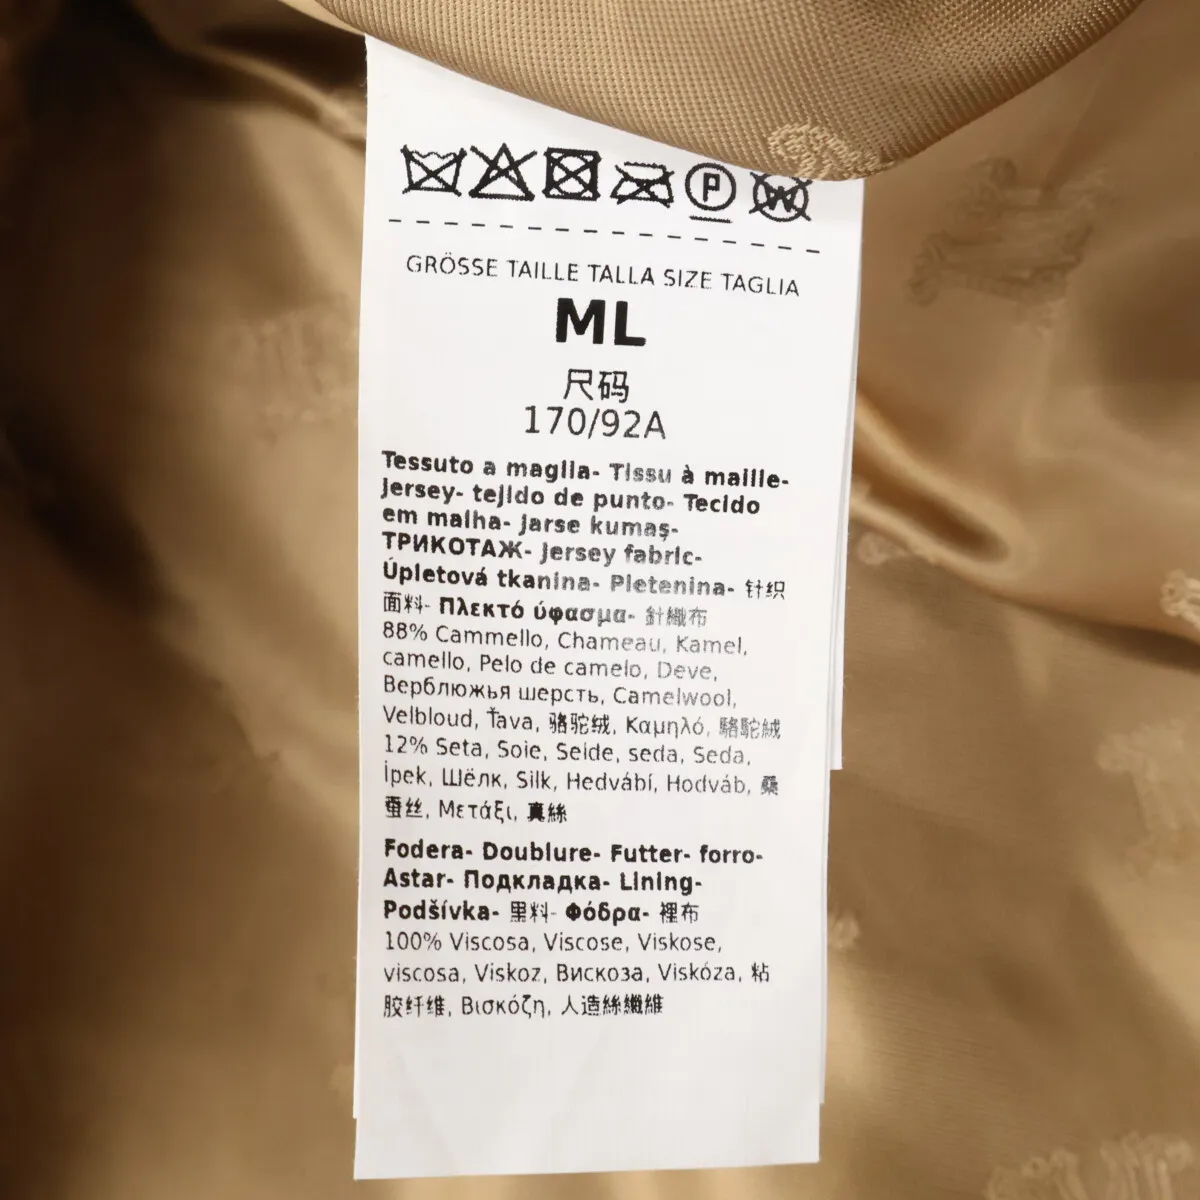 P W
GRÖSSE TAILLE TALLA SIZE TAGLIA
ML
尺码
170/92A
Tessuto a maglia- Tissu à maille-
Jersey- tejido de punto- Tecido
em malha- Jarse kumaş-
ТРИКОТАЖ- Jersey fabric-
Úpletová tkanina- Pletenina- 针织
面料- Πλεκτό ύφασμα- 針織布
88% Cammello, Chameau, Kamel,
camello, Pelo de camelo, Deve,
Верблюжья шерсть, Camelwool,
Velbloud, Ťava, 骆驼绒, Καμηλό, 駱駝絨
12% Seta, Soie, Seide, seda, Seda,
İpek, Шёлк, Silk, Hedvábí, Hodváb, 桑
蚕丝, Μετάξι, 真絲
Fodera- Doublure- Futter- forro-
Astar- Подкладка- Lining-
Podšívka- 里料- Φόδρα- 裡布
100% Viscosa, Viscose, Viskose,
viscosa, Viskoz, Вискоза, Viskóza, 粘
胶纤维, Βισκόζη, 人造絲纖維